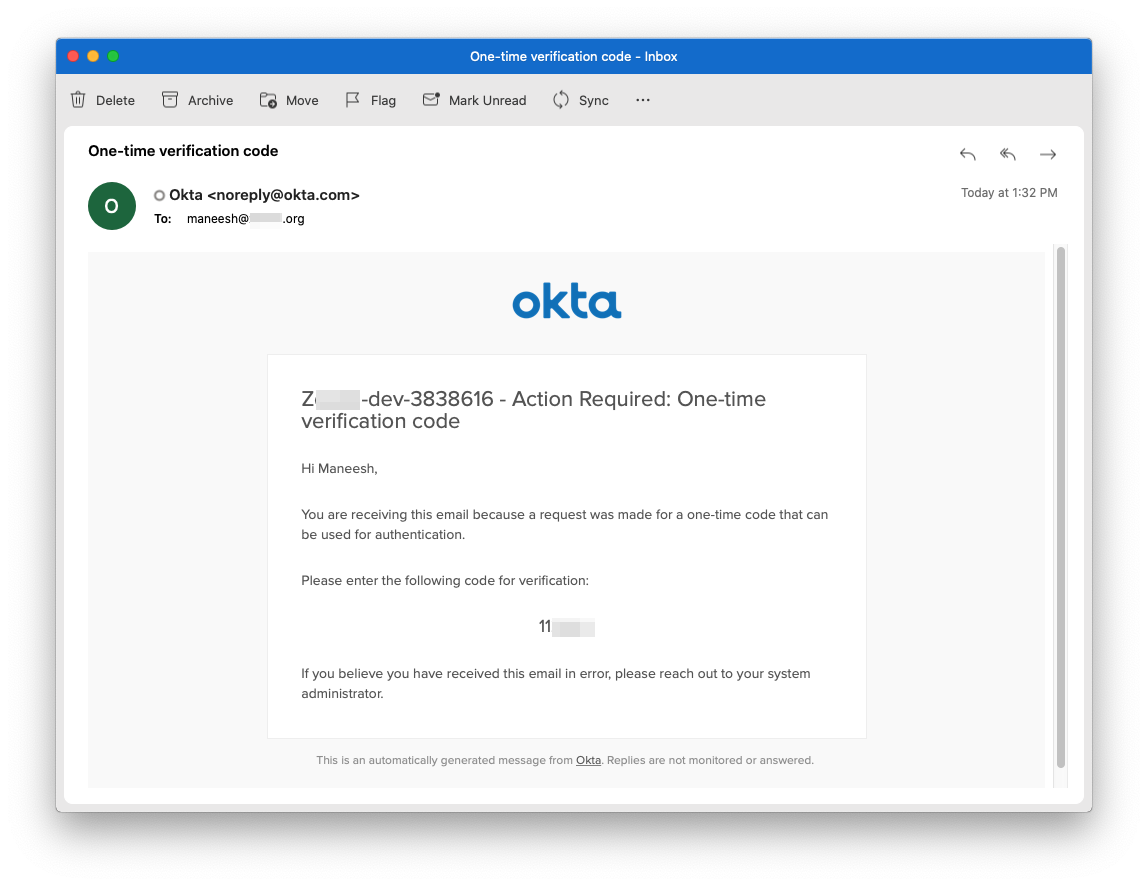 One-time verification code - Inbox
Delete Archive Move Flag Mark Unread Sync ···
One-time verification code
O
Okta <noreply@okta.com>
Today at 1:32 PM
To: maneesh@ .org
okta
Z -dev-3838616 - Action Required: One-time
verification code
Hi Maneesh,
You are receiving this email because a request was made for a one-time code that can
be used for authentication.
Please enter the following code for verification:
11
If you believe you have received this email in error, please reach out to your system
administrator.
This is an automatically generated message from Okta. Replies are not monitored or answered.